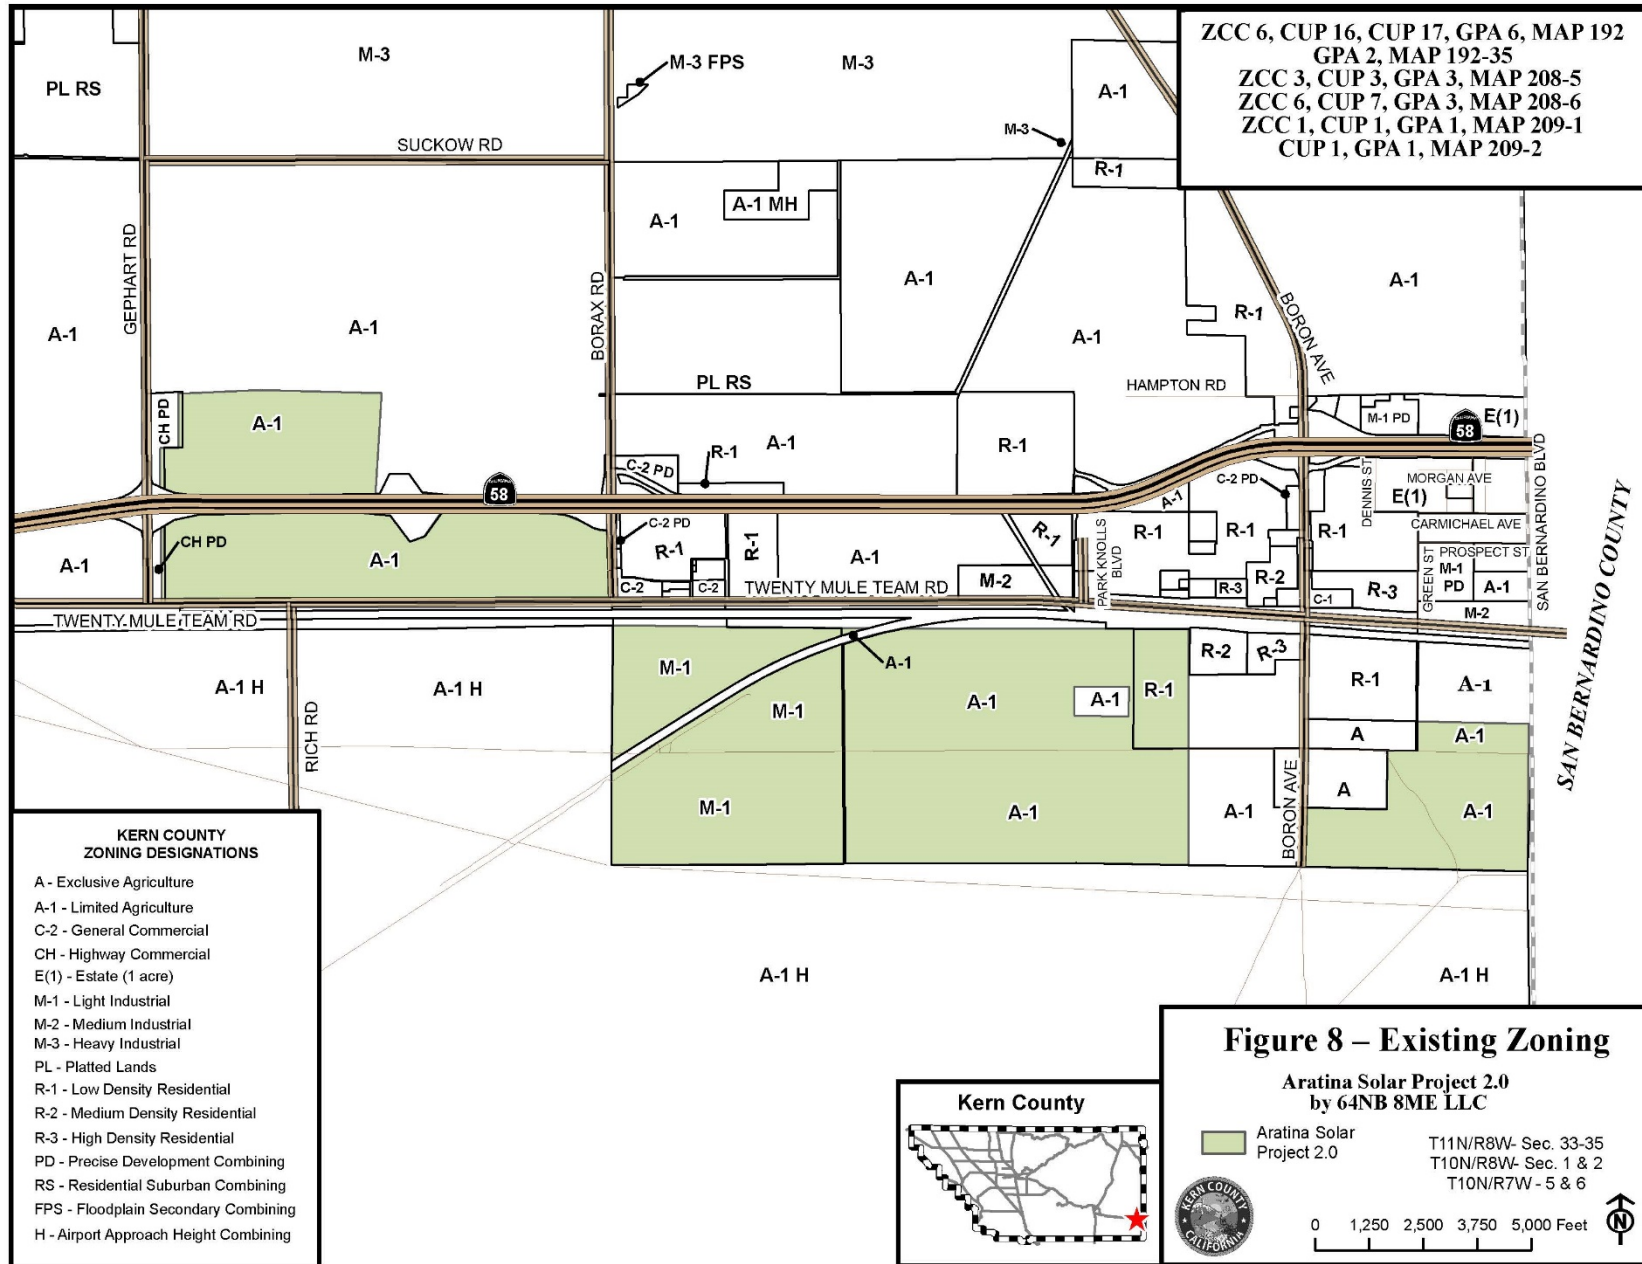 ZCC 6, CUP 16, CUP 17, GPA 6, MAP 192
GPA 2, MAP 192-35
ZCC 3, CUP 3, GPA 3, MAP 208-5
ZCC 6, CUP 7, GPA 3, MAP 208-6
ZCC 1, CUP 1, GPA 1, MAP 209-1
CUP 1, GPA 1, MAP 209-2
M-3
M-3 FPS
M-3
PL RS
A-1
M-3
SUCKOW RD
R-1
A-1 MH
A-1
GEPHART RD
BORAX RD
A-1
A-1
A-1
A-1
R-1
BORON AVE
A-1
PL RS
HAMPTON RD
CH PD
A-1
A-1
R-1
R-1
M-1 PD
E(1)
58
C-2 PD
58
C-2 PD
A-1
DENNIS ST
MORGAN AVE
E(1)
CARMICHAEL AVE
SAN BERNARDINO BLVD
SAN BERNARDINO COUNTY
CH PD
A-1
A-1
C-2 PD
R-1
R-1
A-1
R-1
R-1
R-1
R-1
PARK KNOLLS
BLVD
PROSPECT ST
M-1
PD
A-1
GREEN ST
M-2
R-2
R-3
R-3
C-1
M-2
C-2
C-2
TWENTY MULE TEAM RD
TWENTY MULE TEAM RD
A-1 H
A-1 H
RICH RD
M-1
A-1
M-1
A-1
A-1
R-1
R-2
R-3
R-1
A-1
A
A-1
A
M-1
A-1
A-1
BORON AVE
A-1
A-1 H
A-1 H
KERN COUNTY
ZONING DESIGNATIONS
A - Exclusive Agriculture
A-1 - Limited Agriculture
C-2 - General Commercial
CH - Highway Commercial
E(1) - Estate (1 acre)
M-1 - Light Industrial
M-2 - Medium Industrial
M-3 - Heavy Industrial
PL - Platted Lands
R-1 - Low Density Residential
R-2 - Medium Density Residential
R-3 - High Density Residential
PD - Precise Development Combining
RS - Residential Suburban Combining
FPS - Floodplain Secondary Combining
H - Airport Approach Height Combining
Kern County
Figure 8 – Existing Zoning
Aratina Solar Project 2.0
by 64NB 8ME LLC
Aratina Solar
Project 2.0
T11N/R8W- Sec. 33-35
T10N/R8W- Sec. 1 & 2
T10N/R7W - 5 & 6
KERN COUNTY
CALIFORNIA
0 1,250 2,500 3,750 5,000 Feet
N